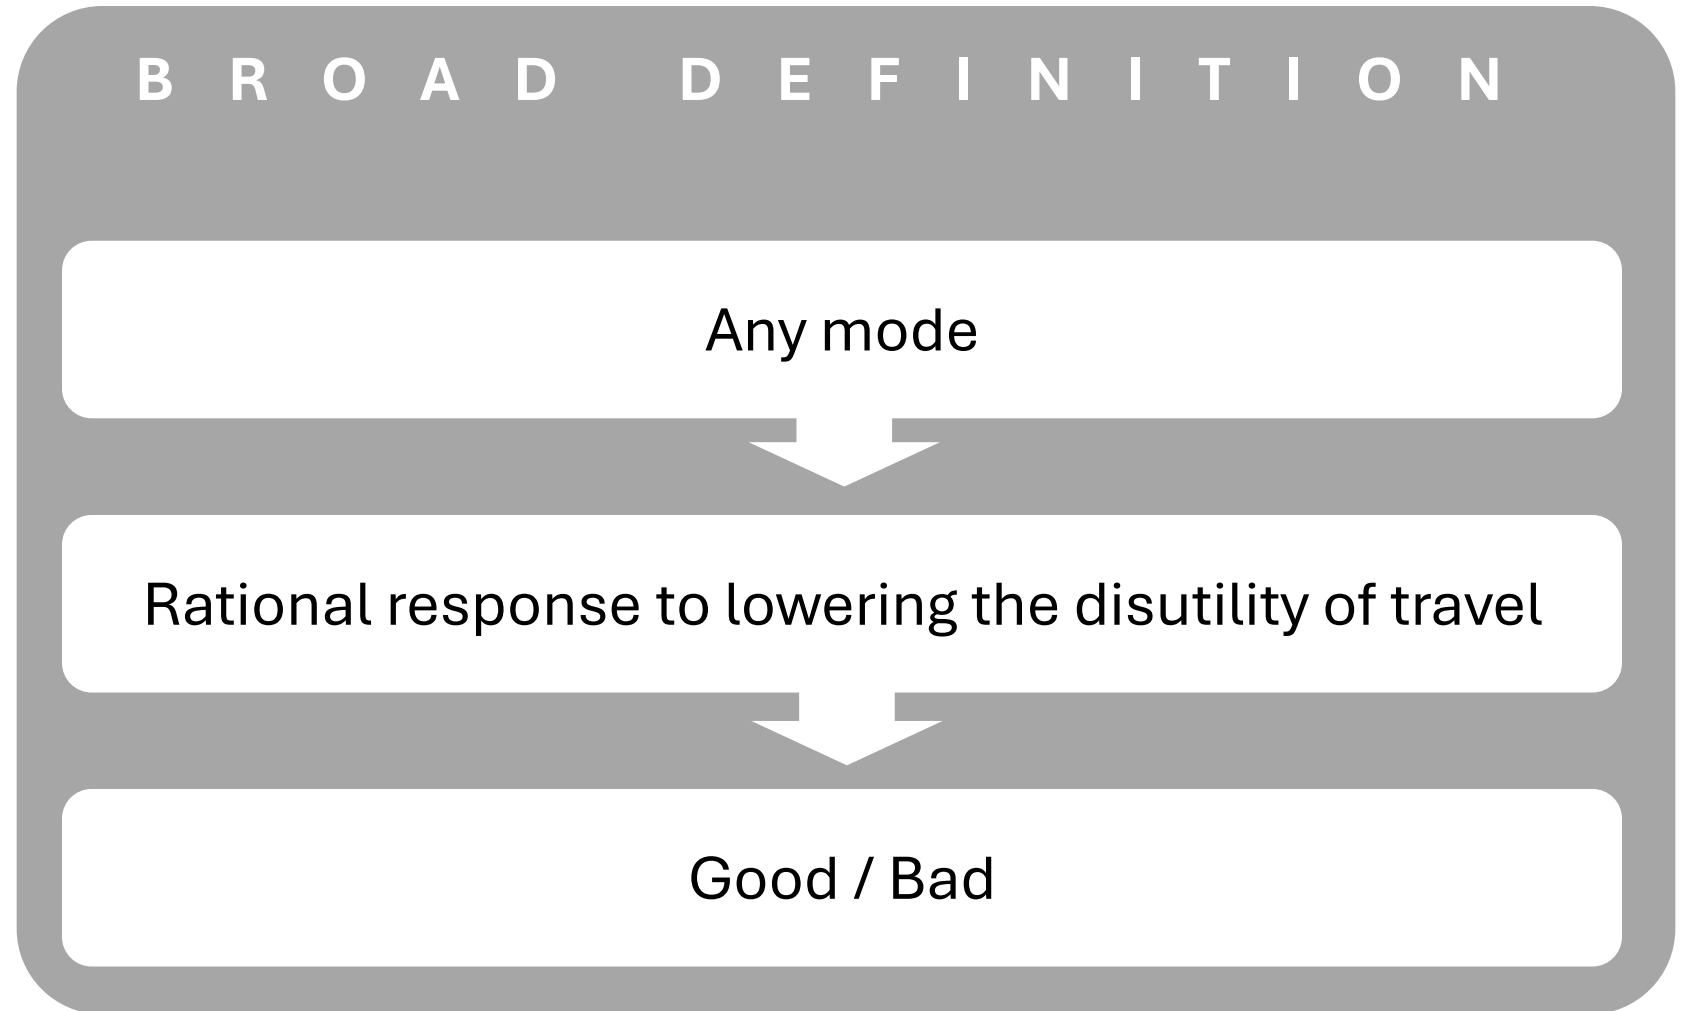 BROAD DEFINITION
Any mode
Rational response to lowering the disutility of travel
Good / Bad